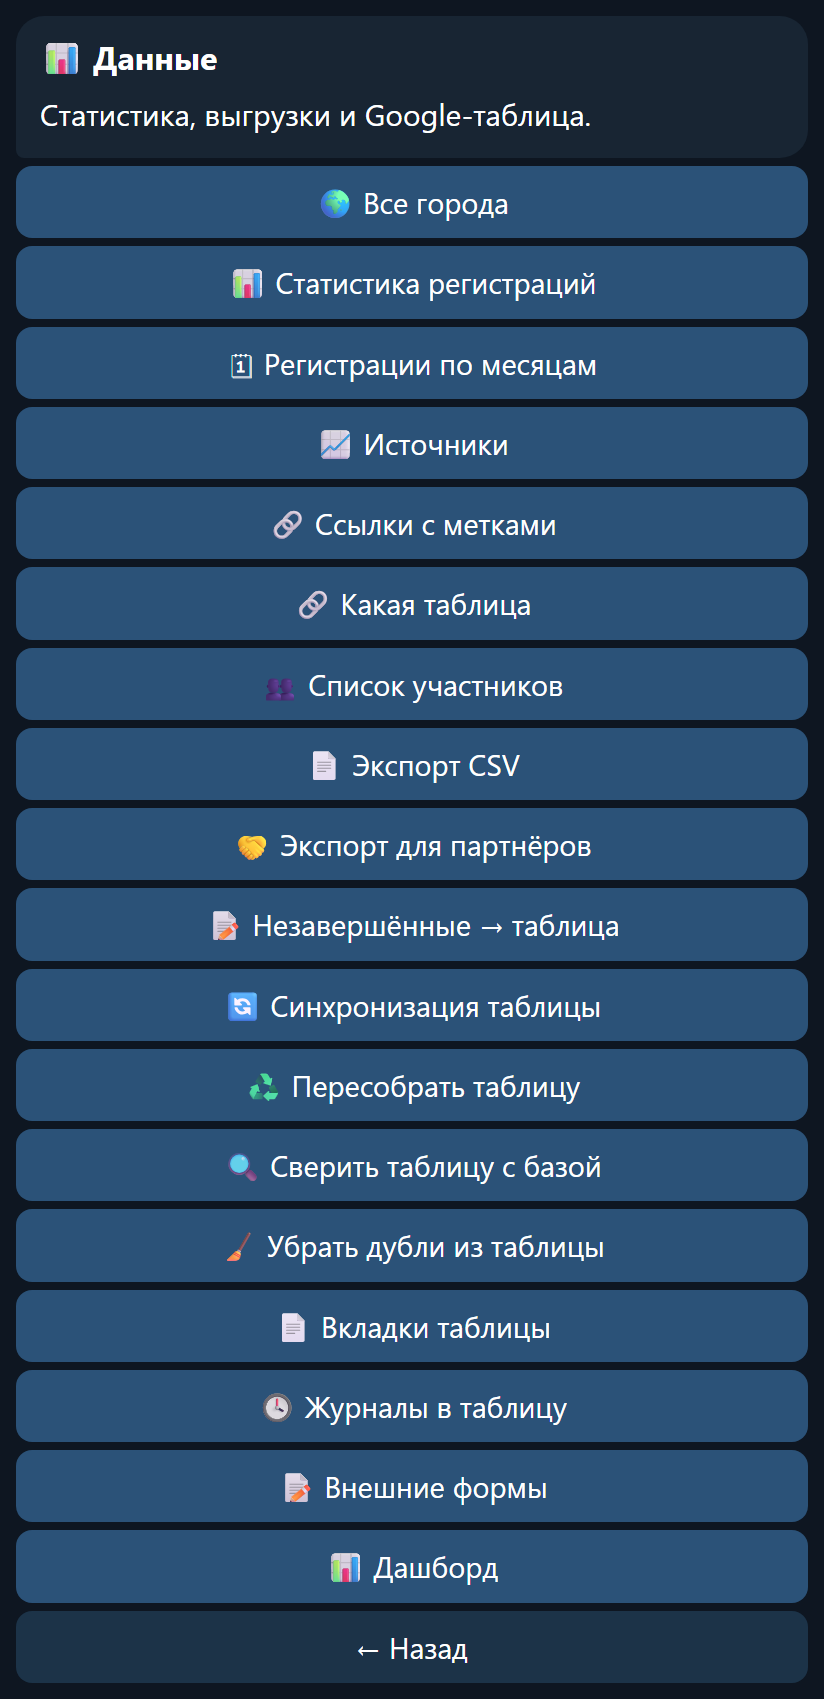 📊 Данные
Статистика, выгрузки и Google-таблица.
🌍 Все города
📊 Статистика регистраций
🗓 Регистрации по месяцам
📈 Источники
🔗 Ссылки с метками
🔗 Какая таблица
👥 Список участников
📄 Экспорт CSV
🤝 Экспорт для партнёров
📝 Незавершённые → таблица
🔄 Синхронизация таблицы
♻️ Пересобрать таблицу
🔍 Сверить таблицу с базой
🧹 Убрать дубли из таблицы
📄 Вкладки таблицы
🕓 Журналы в таблицу
📝 Внешние формы
📊 Дашборд
← Назад